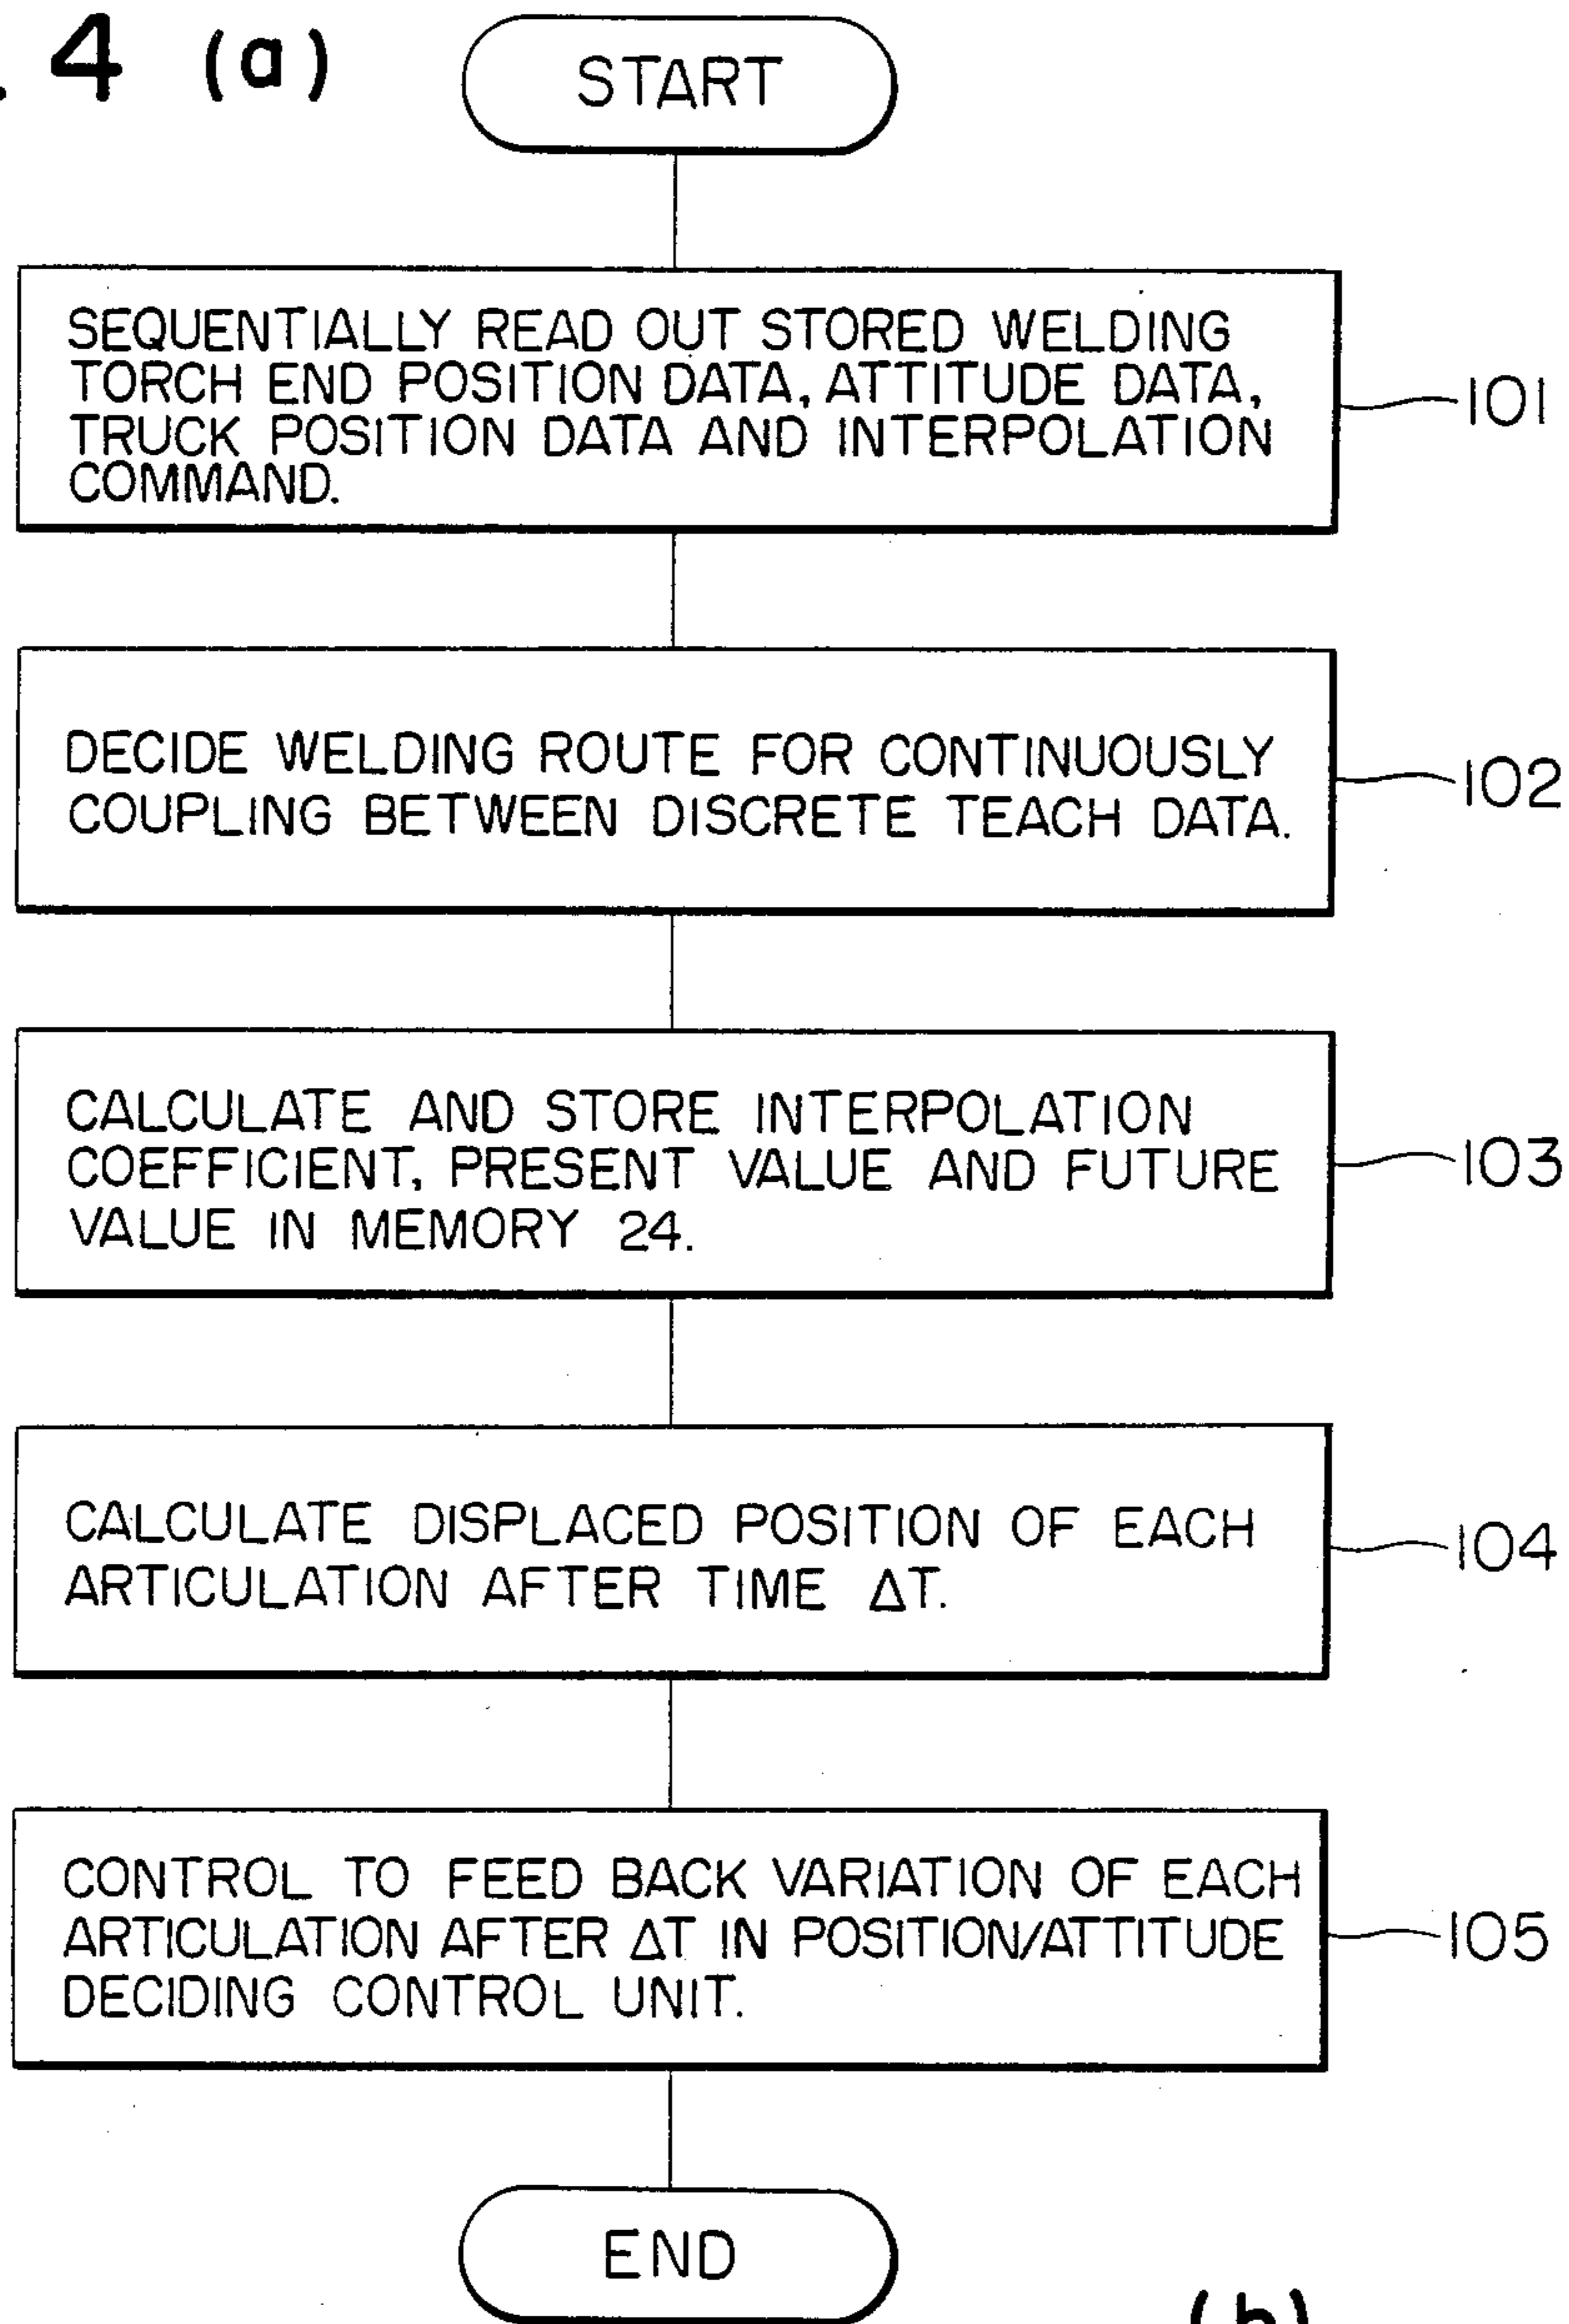 . 4 (a)
START
SEQUENTIALLY READ OUT STORED WELDING
TORCH END POSITION DATA, ATTITUDE DATA,
TRUCK POSITION DATA AND INTERPOLATION
COMMAND.
101
DECIDE WELDING ROUTE FOR CONTINUOUSLY
COUPLING BETWEEN DISCRETE TEACH DATA.
102
CALCULATE AND STORE INTERPOLATION
COEFFICIENT, PRESENT VALUE AND FUTURE
VALUE IN MEMORY 24.
103
CALCULATE DISPLACED POSITION OF EACH
ARTICULATION AFTER TIME ΔT.
104
CONTROL TO FEED BACK VARIATION OF EACH
ARTICULATION AFTER ΔT IN POSITION/ATTITUDE
DECIDING CONTROL UNIT.
105
END
(b)